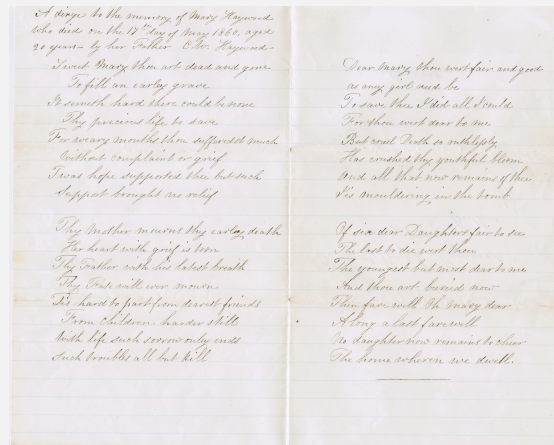 A dirge to the memory of Mary Haywood
who died on the 17th day of May 1860, aged
20 years — by her Father C.W. Haywood
Sweet Mary thou art dead and gone
To fill an earley grave
It semeth hard there could be none
Thy precious life to save
For weary months thou sufferedst much
Without complaint or grief
Twas hope supported thee but such
Support brought no relief
Thy Mother mourns thy earley death
Her heart with grief is torn
Thy Father with his latest breath
Thy Fate will ever mourn
Tis hard to part from dearest friends
From Children harder still
With life such sorrow only ends
Such troubles all but kill
Dear Mary, thou wert fair and good
as any girl need be
To save thee I did all I could
For thou wert dear to me
But cruel Death so ruthlessly
Has crushed thy youthful bloom
And all that now remains of thee
Is mouldering in the tomb
Of six dear Daughters fair to see
The last to die wert thou
The youngest but most dear to me
And thou art buried now
Then fare well Oh mary dear
A long a last farewell
No daughter now remains to chear
The home wheren we dwell.